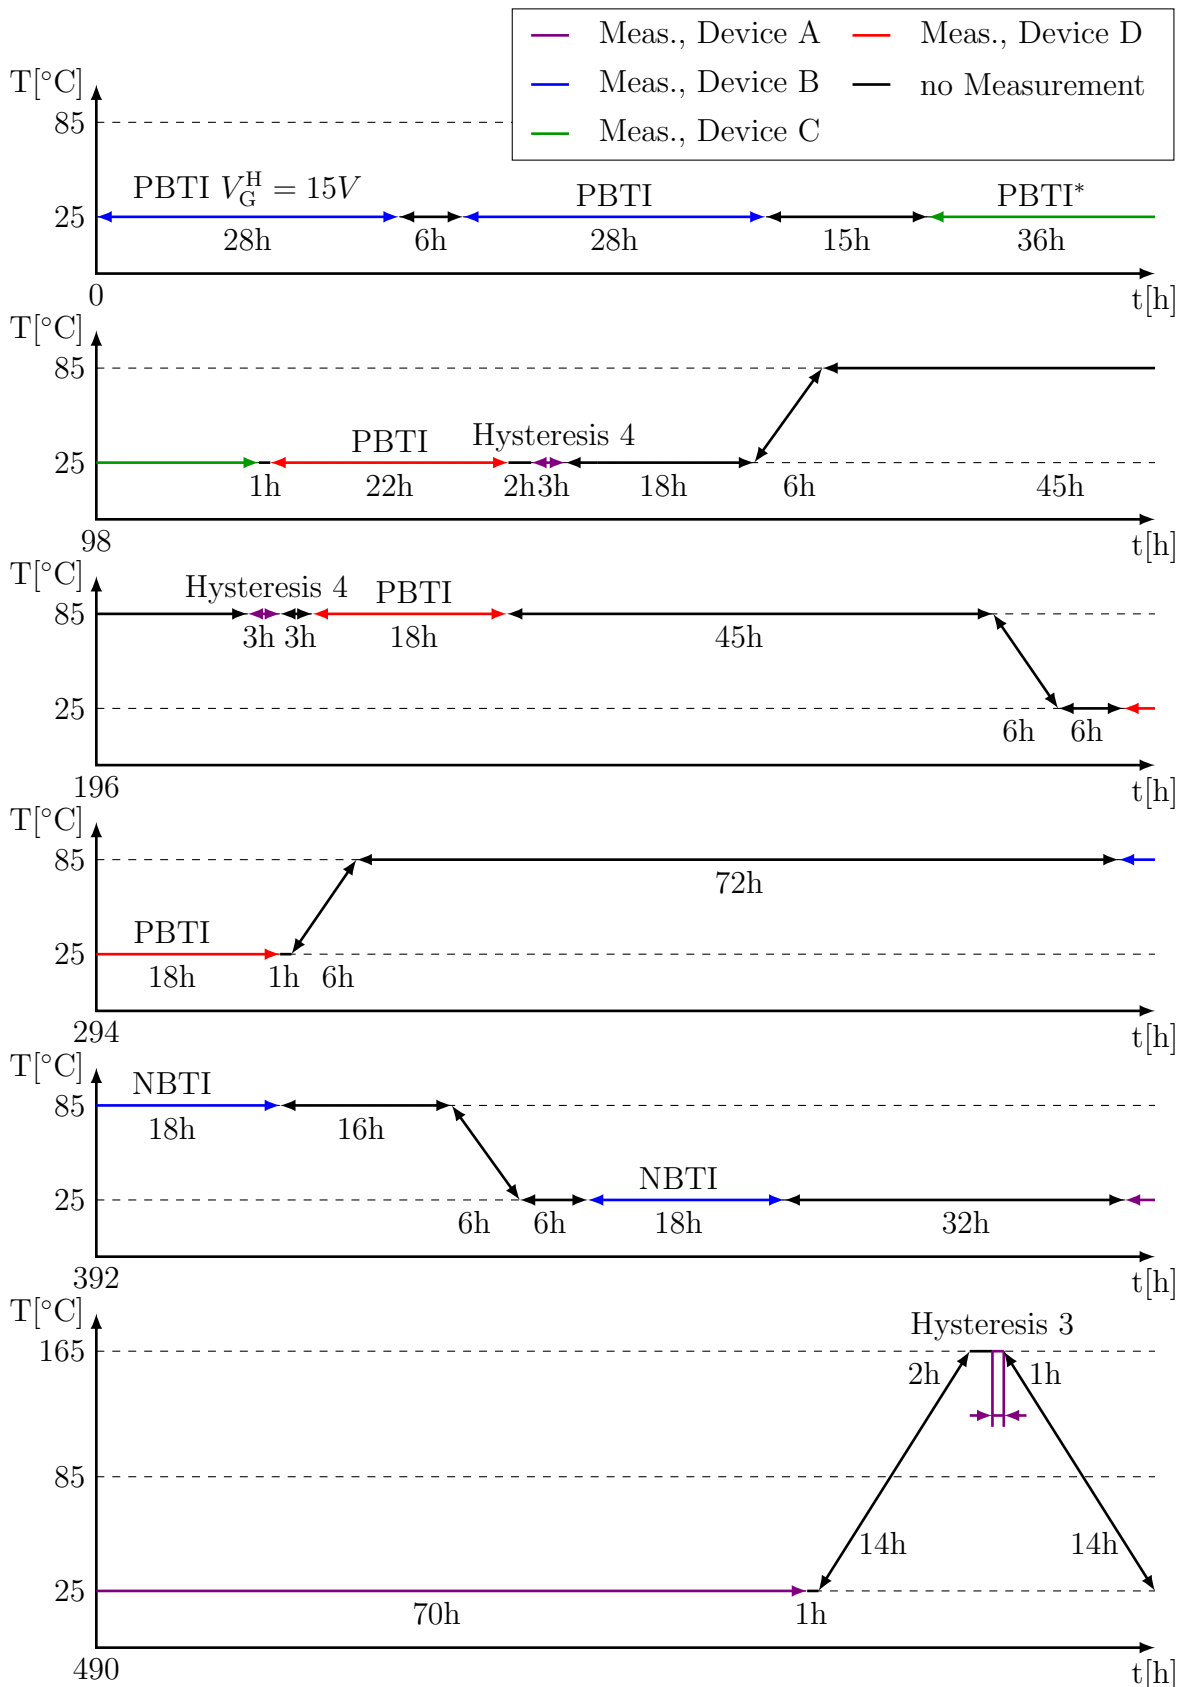 Meas., Device A Meas., Device D
Meas., Device B no Measurement
Meas., Device C
T[°C]
85
PBTI V_G^H = 15V PBTI PBTI*
25
28h 6h 28h 15h 36h
0 t[h]
T[°C]
85
PBTI Hysteresis 4
25
1h 22h 2h 3h 18h 6h 45h
98 t[h]
T[°C]
Hysteresis 4 PBTI
85
3h 3h 18h 45h
25
6h 6h
196 t[h]
T[°C]
85
72h
PBTI
25
18h 1h 6h
294 t[h]
T[°C]
NBTI
85
18h 16h
NBTI
25
6h 6h 18h 32h
392 t[h]
T[°C]
Hysteresis 3
165
2h 1h
85
14h 14h
25
70h 1h
490 t[h]